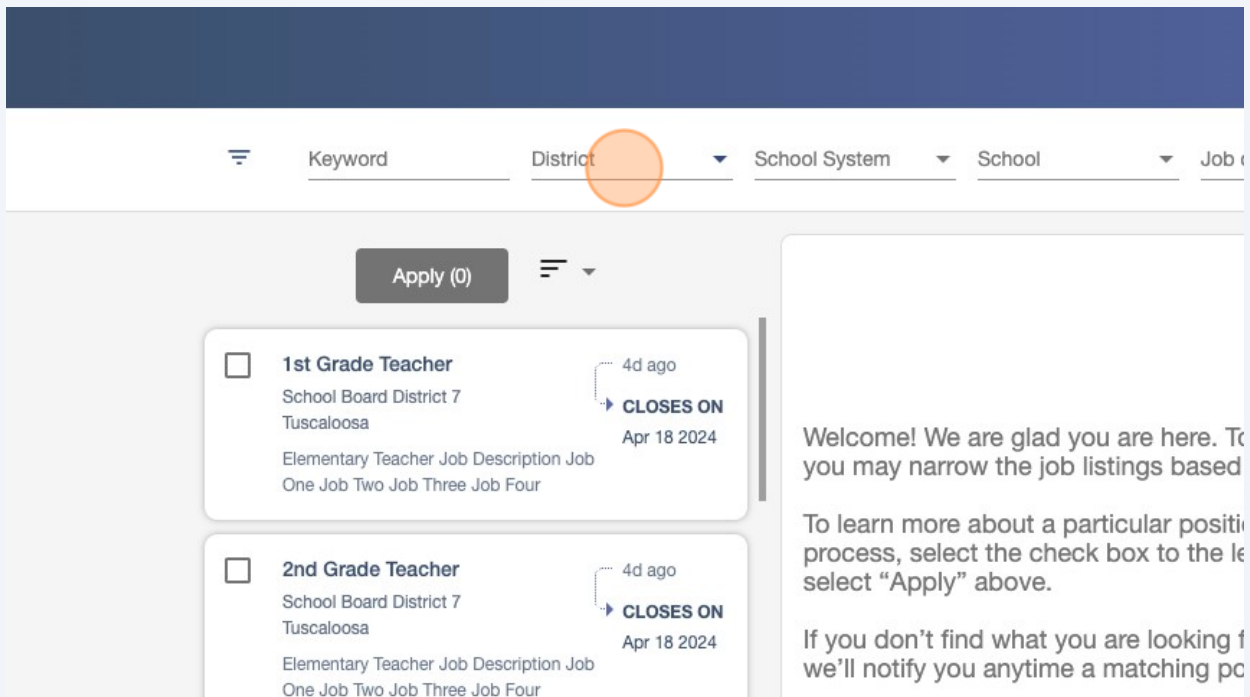 Keyword
District
School System
School
Job
Apply (0)
1st Grade Teacher
4d ago
School Board District 7
CLOSES ON
Tuscaloosa
Apr 18 2024
Elementary Teacher Job Description Job
One Job Two Job Three Job Four
2nd Grade Teacher
4d ago
School Board District 7
CLOSES ON
Tuscaloosa
Apr 18 2024
Elementary Teacher Job Description Job
One Job Two Job Three Job Four
Welcome! We are glad you are here.
you may narrow the job listings based
To learn more about a particular
process, select the check box to the
select “Apply” above.
If you don’t find what you are looking
we’ll notify you anytime a matching